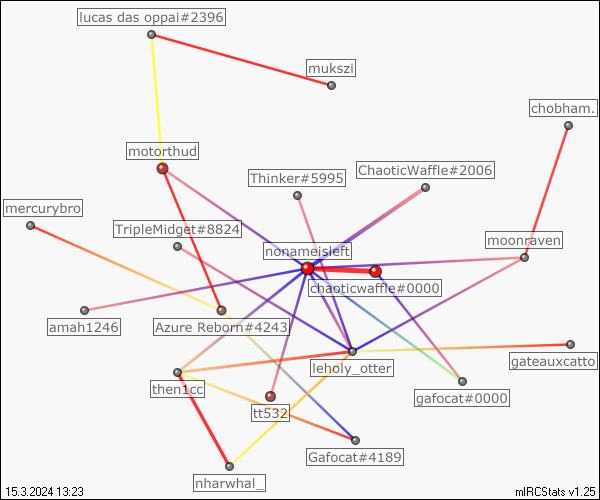 lucas das oppai#2396
mukszi
chobham.
motorthud
Thinker#5995
ChaoticWaffle#2006
mercurybro
TripleMidget#8824
nonameisleft
moonraven
chaoticwaffle#0000
amah1246
Azure Reborn#4243
leholy_otter
gateauxcatto
then1cc
gafocat#0000
tt532
Gafocat#4189
nharwhal_
15.3.2024 13:23
mIRCStats v1.25